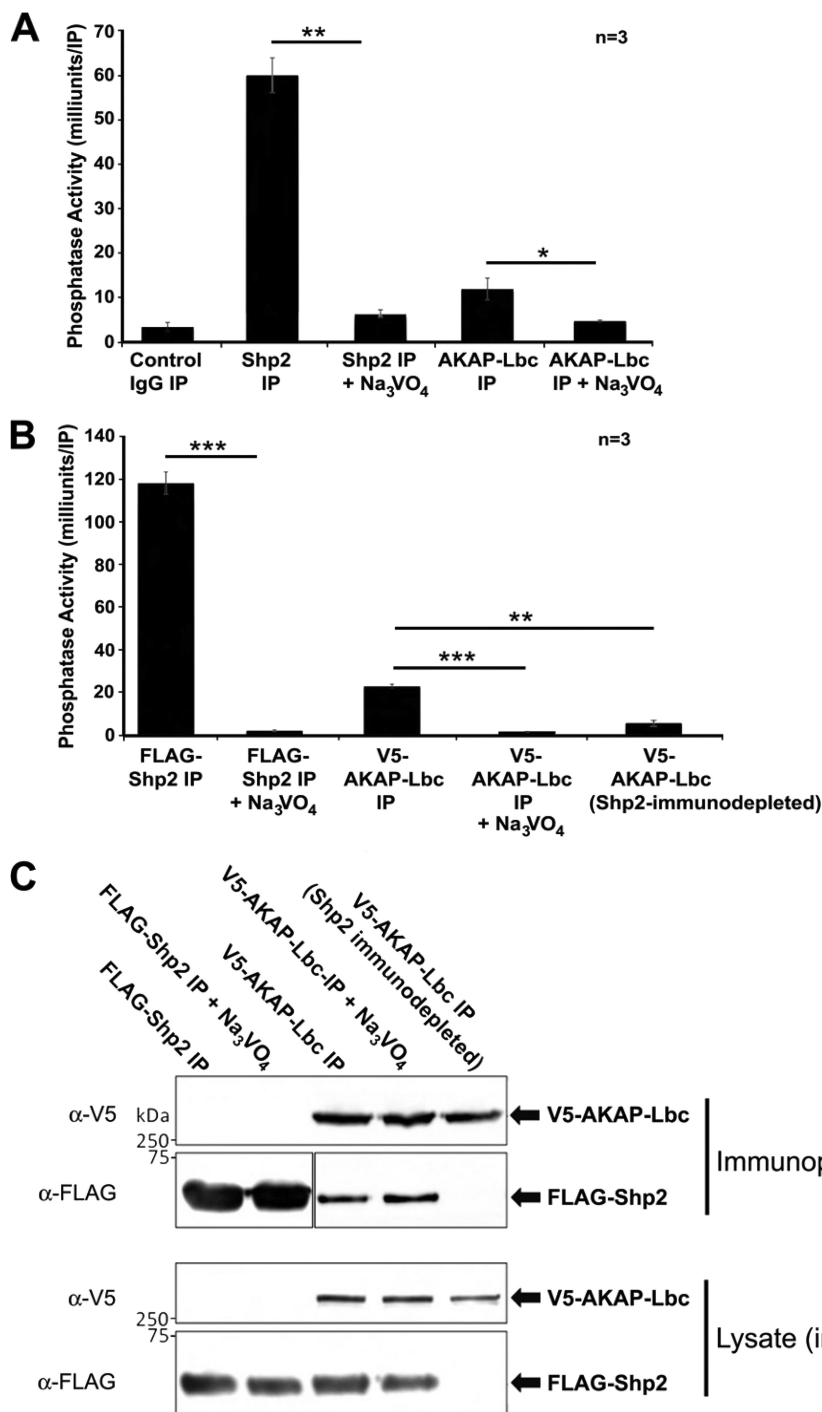 A
Phosphatase Activity (milliunits/IP)
70
60
50
40
30
20
10
0
**
*
n=3
Control
IgG IP
Shp2
IP
Shp2 IP
+ Na3VO4
AKAP-Lbc
IP
AKAP-Lbc
IP + Na3VO4
B
Phosphatase Activity (milliunits/IP)
140
120
100
80
60
40
20
0
***
**
***
n=3
FLAG-
Shp2 IP
FLAG-
Shp2 IP
+ Na3VO4
V5-
AKAP-Lbc
IP
V5-
AKAP-Lbc
IP
+ Na3VO4
V5-
AKAP-Lbc
(Shp2-immunodepleted)
C
FLAG-Shp2 IP
FLAG-Shp2 IP + Na3VO4
V5-AKAP-Lbc IP
V5-AKAP-Lbc-IP + Na3VO4
V5-AKAP-Lbc IP
(Shp2 immunodepleted)
α-V5
kDa
250
V5-AKAP-Lbc
75
α-FLAG
FLAG-Shp2
Immunop
α-V5
250
V5-AKAP-Lbc
75
α-FLAG
FLAG-Shp2
Lysate (i